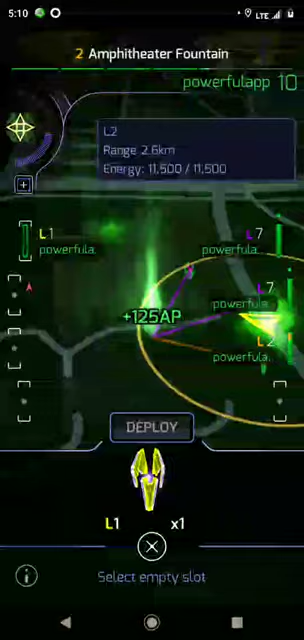 5:10
LTE
2 Amphitheater Fountain
powerfulapp 10
L2
Range 2.6km
Energy: 11,500 / 11,500
L1
powerfula.
L7
powerfula..
L7
powerfula..
L2
powerfula..
+125AP
DEPLOY
L1 x1
Select empty slot